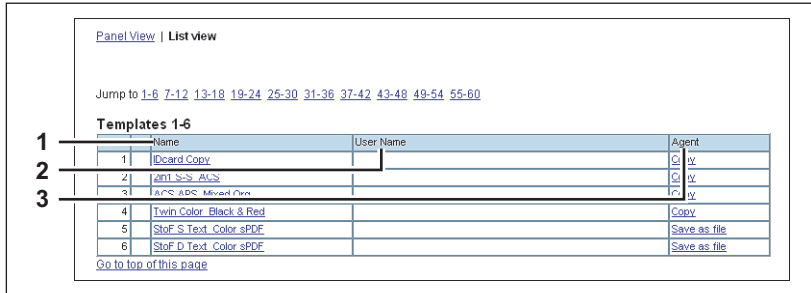 Panel View | List view
Jump to 1-6 7-12 13-18 19-24 25-30 31-36 37-42 43-48 49-54 55-60
Templates 1-6
1 Name User Name Agent
1 IDcard Copy
2
2 2in1 S-S ACS
3
3 ACS APS Mixed Org
4 Twin Color Black & Red Copy
5 StoF S Text Color sPDF Save as file
6 StoF D Text Color sPDF Save as file
Go to top of this page